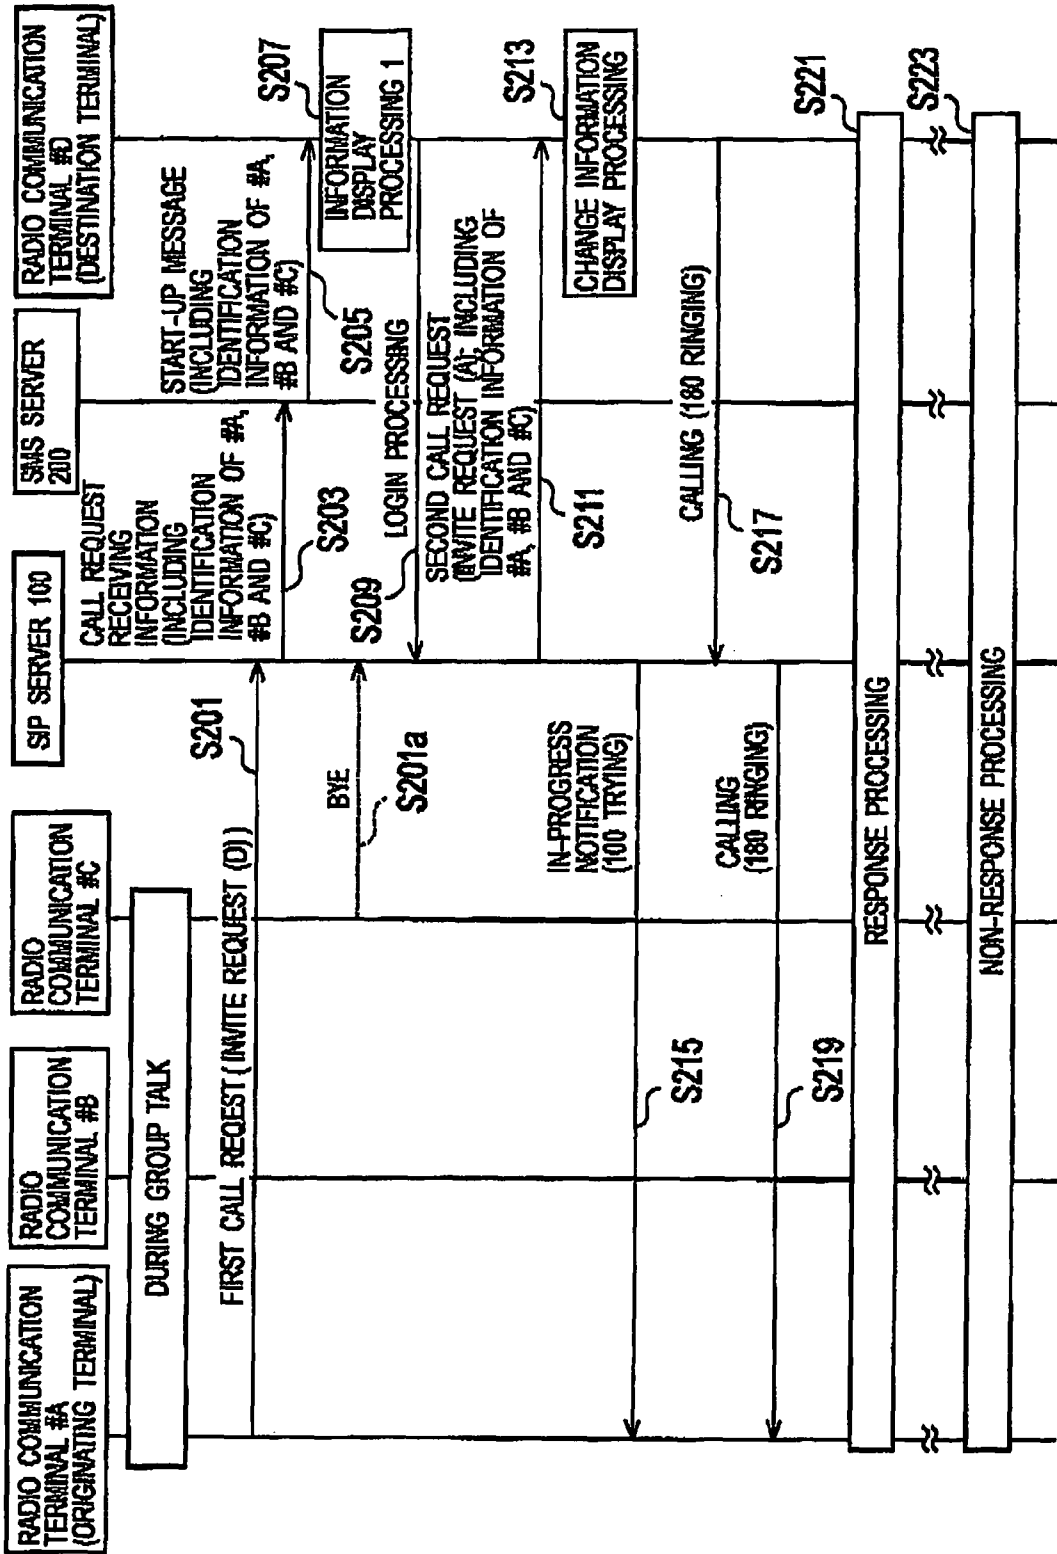 RADIO COMMUNICATION
TERMINAL #A
(ORIGINATING TERMINAL)
RADIO
COMMUNICATION
TERMINAL #B
RADIO
COMMUNICATION
TERMINAL #C
SIP SERVER 100
SMS SERVER
200
RADIO COMMUNICATION
TERMINAL #D
(DESTINATION TERMINAL)
DURING GROUP TALK
FIRST CALL REQEST (INVITE REQUEST (D))
S201
CALL REQUEST
RECEIVING
INFORMATION
(INCLUDING
IDENTIFICATION
INFORMATION OF #A,
#B AND #C)
S203
START-UP MESSAGE
(INCLUDING
IDENTIFICATION
INFORMATION OF #A,
#B AND #C)
S205
S207
INFORMATION
DISPLAY
PROCESSING 1
BYE
S201a
S209
LOGIN PROCESSING
SECOND CALL REQUEST
(INVITE REQUEST (A); INCLUDING
IDENTIFICATION INFORMATION OF
#A, #B AND #C)
S211
S213
CHANGE INFORMATION
DISPLAY PROCESSING
IN-PROGRESS
NOTIFICATION
(100 TRYING)
S215
CALLING (180 RINGING)
S217
CALLING
(180 RINGING)
S219
S221
RESPONSE PROCESSING
S223
NON-RESPONSE PROCESSING